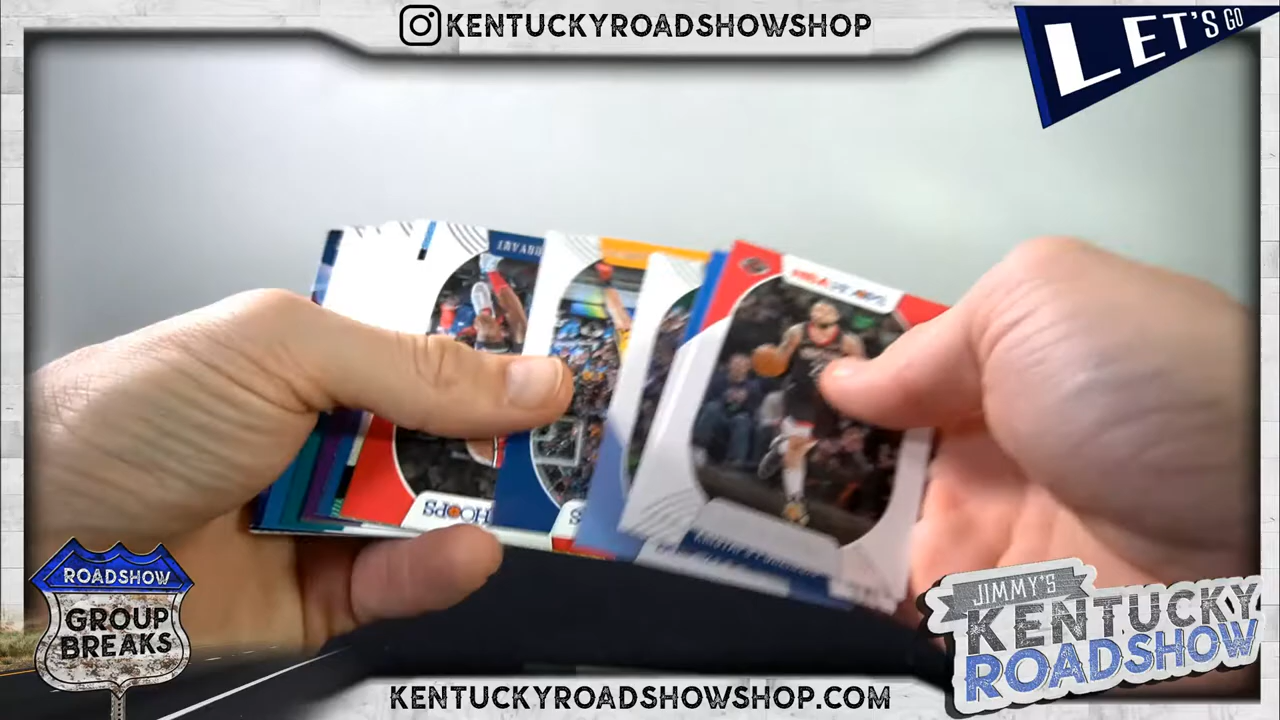 KENTUCKYROADSHOWSHOP
LET'S GO
HOOPS
ROADSHOW
GROUP
BREAKS
JIMMY'S
KENTUCKY
ROADSHOW
KENTUCKYROADSHOWSHOP.COM